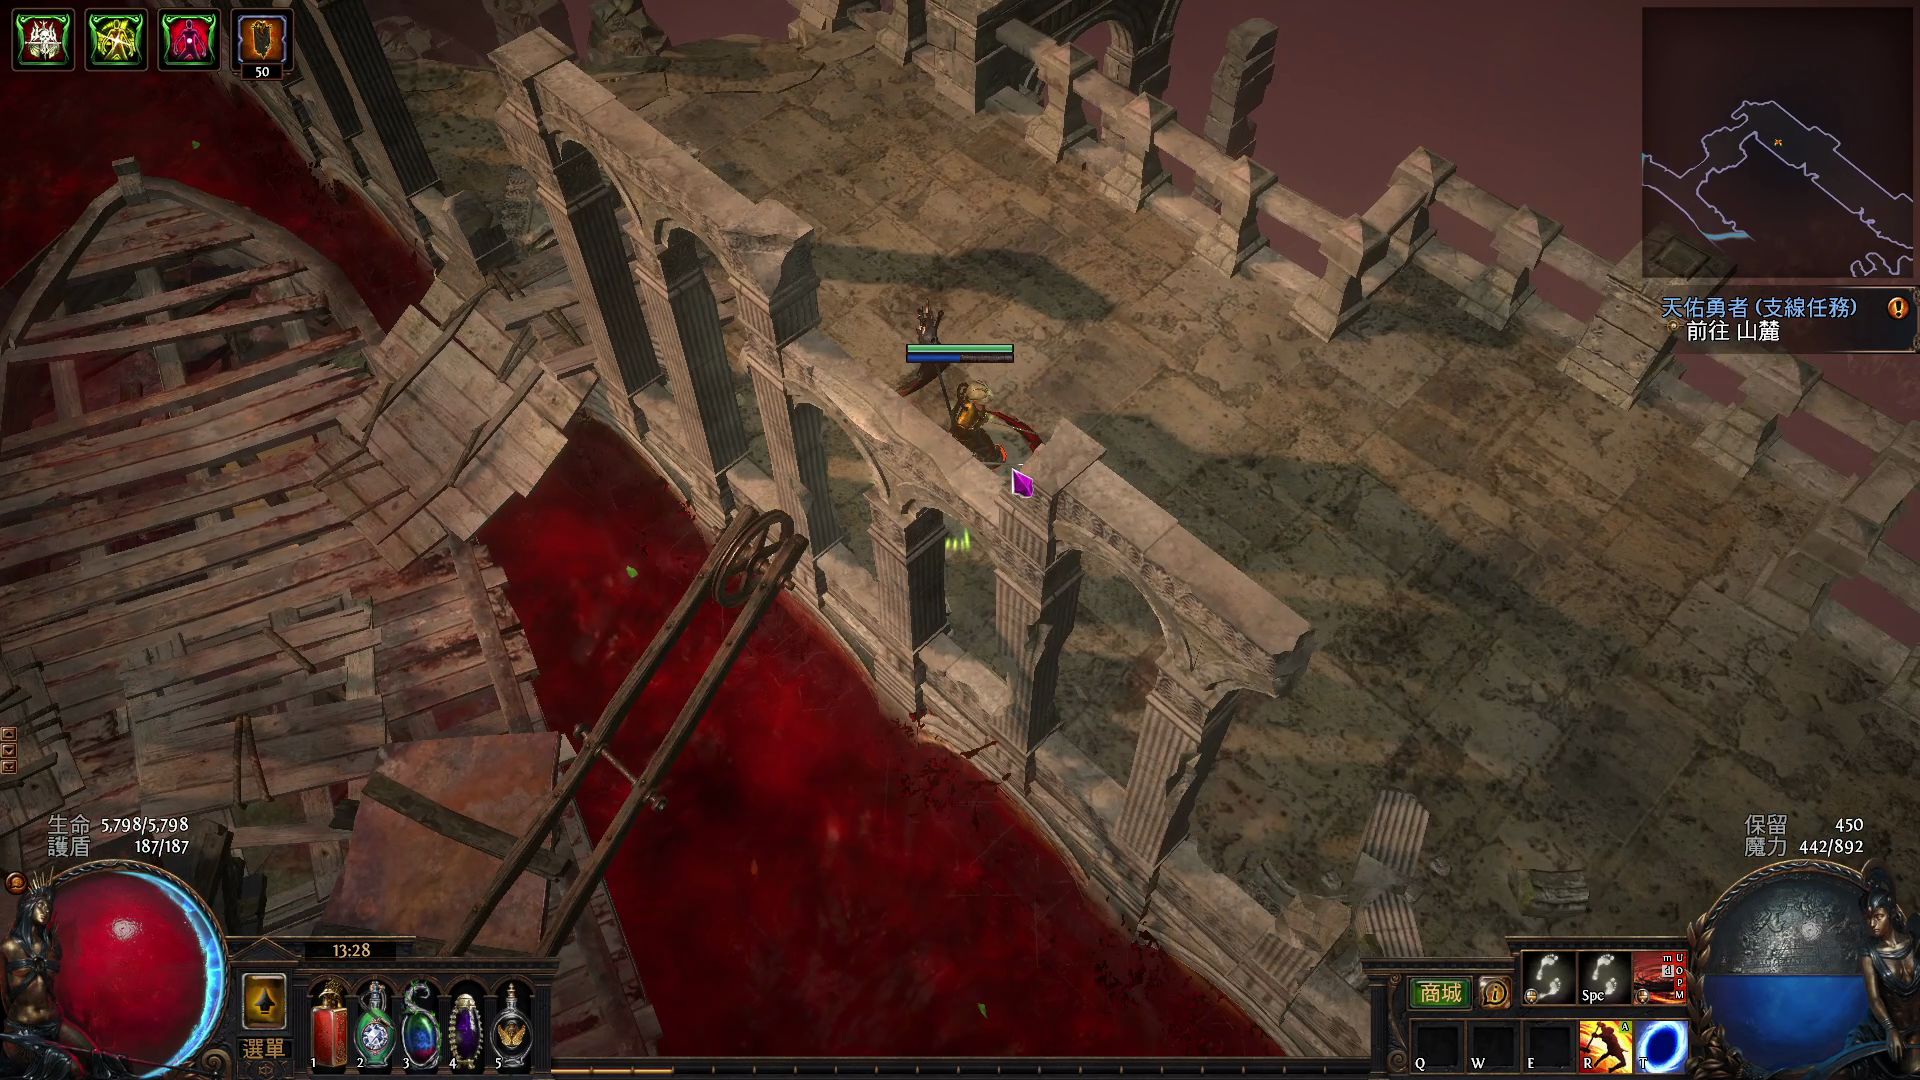 50
天佑勇者 (支線任務)
前往 山麓
生命 5,798/5,798
護盾 187/187
保留 450
魔力 442/892
13:28
選單
1
2
3
4
5
商城
Spc
m U
d O
P
M
Q
W
E
R
A
T